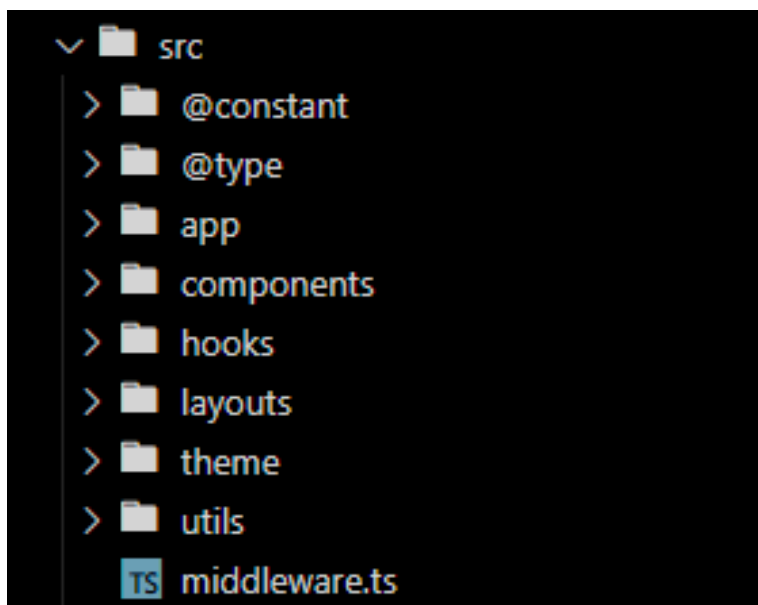 src
@constant
@type
app
components
hooks
layouts
theme
utils
TS middleware.ts